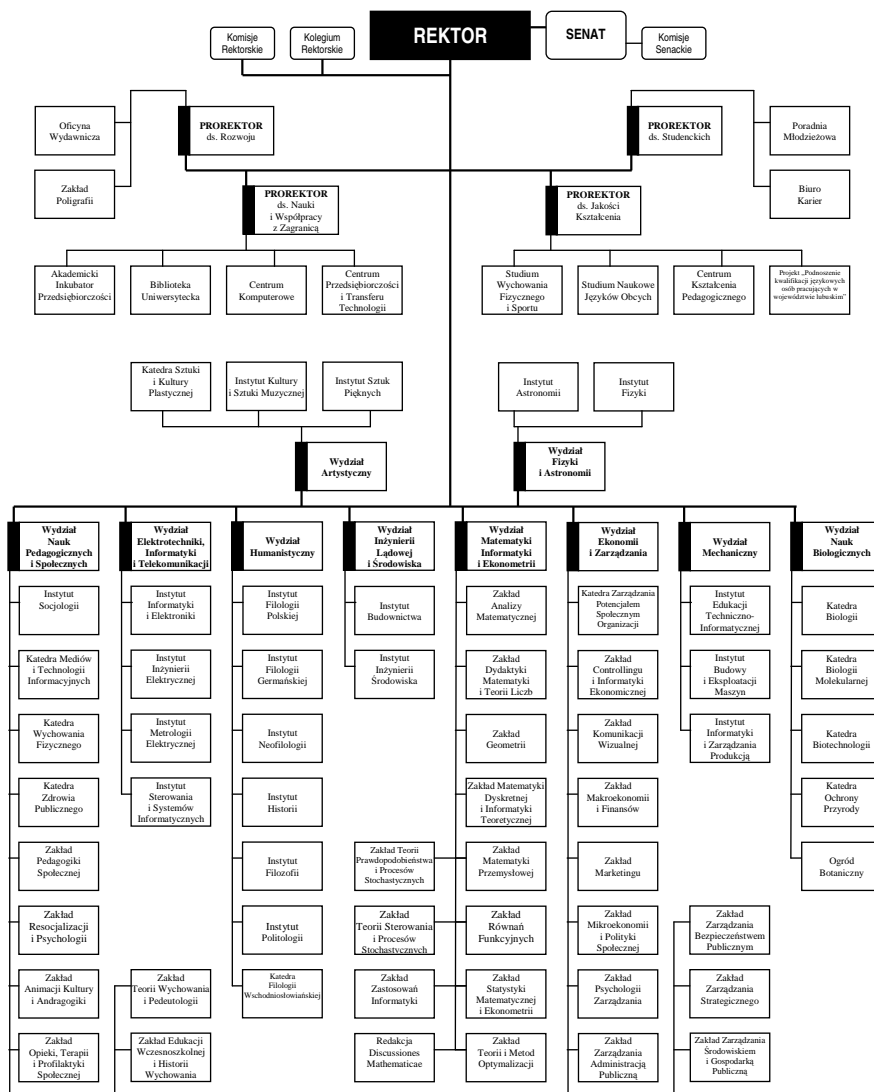 Komisje
Rektorskie
Kolegium
Rektorskie
REKTOR
SENAT
Komisje
Senackie
Oficyna
Wydawnicza
PROREKTOR
ds. Rozwoju
PROREKTOR
ds. Studenckich
Poradnia
Młodzieżowa
Zakład
Poligrafii
PROREKTOR
ds. Nauki
i Współpracy
z Zagranicą
PROREKTOR
ds. Jakości
Kształcenia
Biuro
Karier
Akademicki
Inkubator
Przedsiębiorczości
Biblioteka
Uniwersytecka
Centrum
Komputerowe
Centrum
Przedsiębiorczości
i Transferu
Technologii
Studium
Wychowania
Fizycznego
i Sportu
Studium Naukowe
Języków Obcych
Centrum
Kształcenia
Pedagogicznego
Projekt „Podnoszenie
kwalifikacji językowych
osób pracujących w
województwie lubuskim”
Katedra Sztuki
i Kultury
Plastycznej
Instytut Kultury
i Sztuki Muzycznej
Instytut Sztuk
Pięknych
Instytut
Astronomii
Instytut
Fizyki
Wydział
Artystyczny
Wydział
Fizyki
i Astronomii
Wydział
Nauk
Pedagogicznych
i Społecznych
Wydział
Elektrotechniki,
Informatyki
i Telekomunikacji
Wydział
Humanistyczny
Wydział
Inżynierii
Lądowej
i Środowiska
Wydział
Matematyki
Informatyki
i Ekonometrii
Wydział
Ekonomii
i Zarządzania
Wydział
Mechaniczny
Wydział
Nauk
Biologicznych
Instytut
Socjologii
Instytut
Informatyki
i Elektroniki
Instytut
Filologii
Polskiej
Instytut
Budownictwa
Zakład
Analizy
Matematycznej
Katedra Zarządzania
Potencjałem
Społecznym
Organizacji
Instytut
Edukacji
Techniczno-
Informatycznej
Katedra
Biologii
Katedra Mediów
i Technologii
Informacyjnych
Instytut
Inżynierii
Elektrycznej
Instytut
Filologii
Germańskiej
Instytut
Inżynierii
Środowiska
Zakład
Dydaktyki
Matematyki
i Teorii Liczb
Zakład
Controllingu
i Informatyki
Ekonomicznej
Instytut
Budowy
i Eksploatacji
Maszyn
Katedra
Biologii
Molekularnej
Katedra
Wychowania
Fizycznego
Instytut
Metrologii
Elektrycznej
Instytut
Neofilologii
Zakład
Geometrii
Zakład
Komunikacji
Wizualnej
Instytut
Informatyki
i Zarządzania
Produkcją
Katedra
Biotechnologii
Katedra
Zdrowia
Publicznego
Instytut
Sterowania
i Systemów
Informatycznych
Instytut
Historii
Zakład Matematyki
Dyskretnej
i Informatyki
Teoretycznej
Zakład
Makroekonomii
i Finansów
Katedra
Ochrony
Przyrody
Zakład
Pedagogiki
Społecznej
Instytut
Filozofii
Zakład Teorii
Prawdopodobieństwa
i Procesów
Stochastycznych
Zakład
Matematyki
Przemysłowej
Zakład
Marketingu
Ogród
Botaniczny
Zakład
Resocjalizacji
i Psychologii
Instytut
Politologii
Zakład
Teorii Sterowania
i Procesów
Stochastycznych
Zakład
Równań
Funkcyjnych
Zakład
Mikroekonomii
i Polityki
Społecznej
Zakład
Zarządzania
Bezpieczeństwem
Publicznym
Zakład
Animacji Kultury
i Andragogiki
Zakład
Teorii Wychowania
i Pedeutologii
Katedra
Filologii
Wschodniosłowiańskiej
Zakład
Zastosowań
Informatyki
Zakład
Statystyki
Matematycznej
i Ekonometrii
Zakład
Psychologii
Zarządzania
Zakład
Zarządzania
Strategicznego
Zakład
Opieki, Terapii
i Profilaktyki
Społecznej
Zakład Edukacji
Wczesnoszkolnej
i Historii
Wychowania
Redakcja
Discussiones
Mathematicae
Zakład
Teorii i Metod
Optymalizacji
Zakład
Zarządzania
Administracją
Publiczną
Zakład Zarządzania
Środowiskiem
i Gospodarką
Publiczną